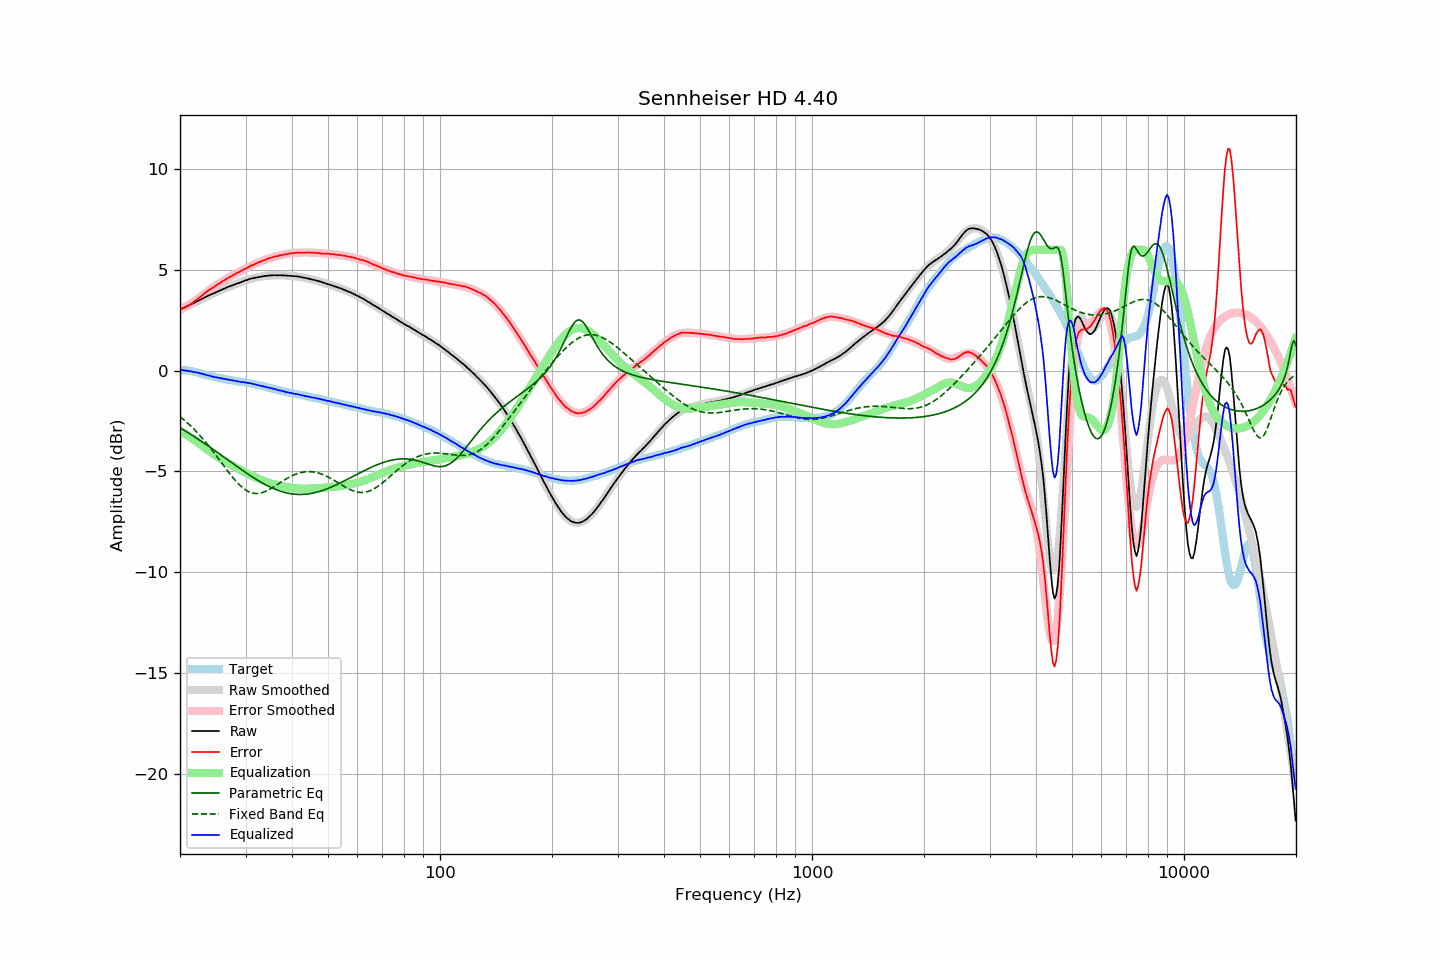 Sennheiser HD 4.40
Amplitude (dBr)
10
5
0
−5
−10
−15
−20
Target
Raw Smoothed
Error Smoothed
Raw
Error
Equalization
Parametric Eq
Fixed Band Eq
Equalized
100 1000 10000
Frequency (Hz)